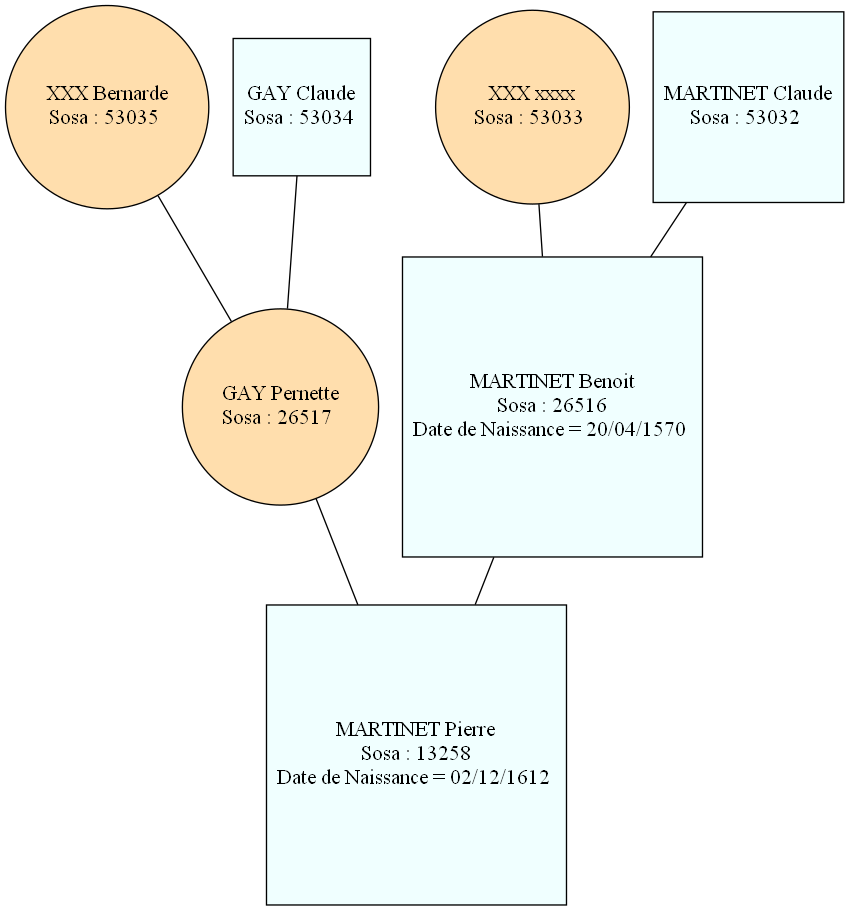 XXX Bernarde
Sosa : 53035
GAY Claude
Sosa : 53034
XXX xxxx
Sosa : 53033
MARTINET Claude
Sosa : 53032
GAY Pernette
Sosa : 26517
MARTINET Benoit
Sosa : 26516
Date de Naissance = 20/04/1570
MARTINET Pierre
Sosa : 13258
Date de Naissance = 02/12/1612